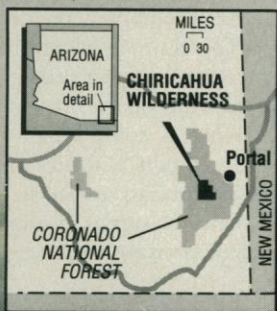 MILES
0 30
ARIZONA
Area in
detail
CHIRICAHUA
WILDERNESS
Portal
CORONADO
NATIONAL
FOREST
NEW MEXICO